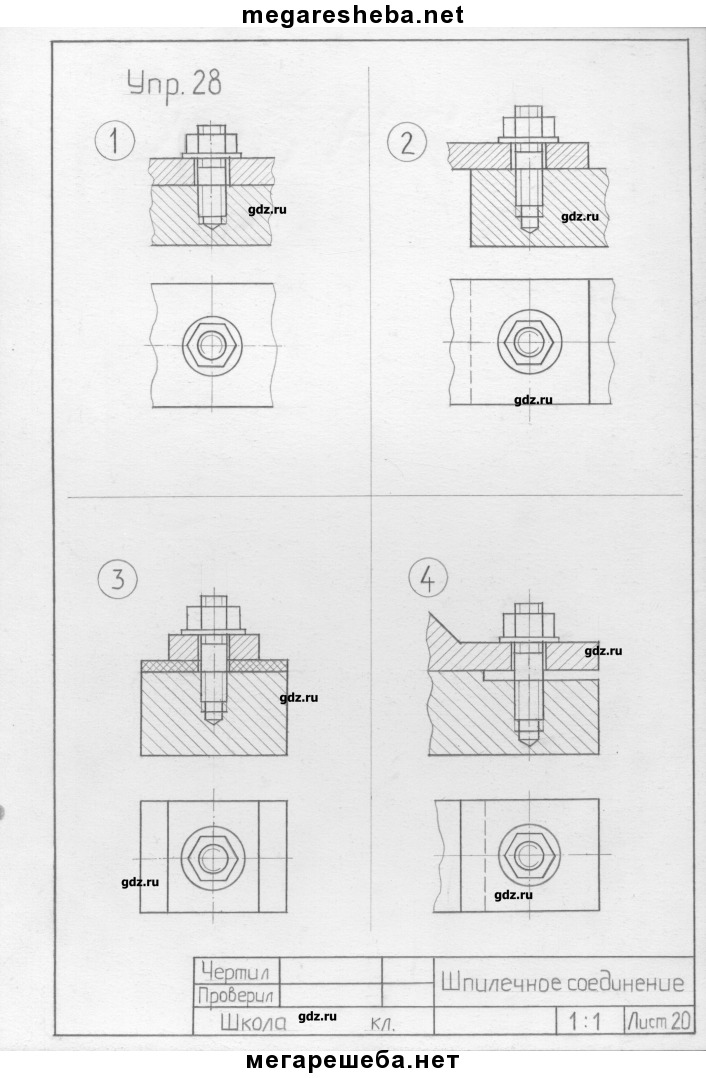 megaresheba.net
Упр. 28
1
2
gdz.ru
gdz.ru
gdz.ru
3
4
gdz.ru
gdz.ru
gdz.ru
gdz.ru
Чертил
Проверил
Шпилечное соединение
Школа gdz.ru кл.
1:1
Лист 20
мегарешеба.нет